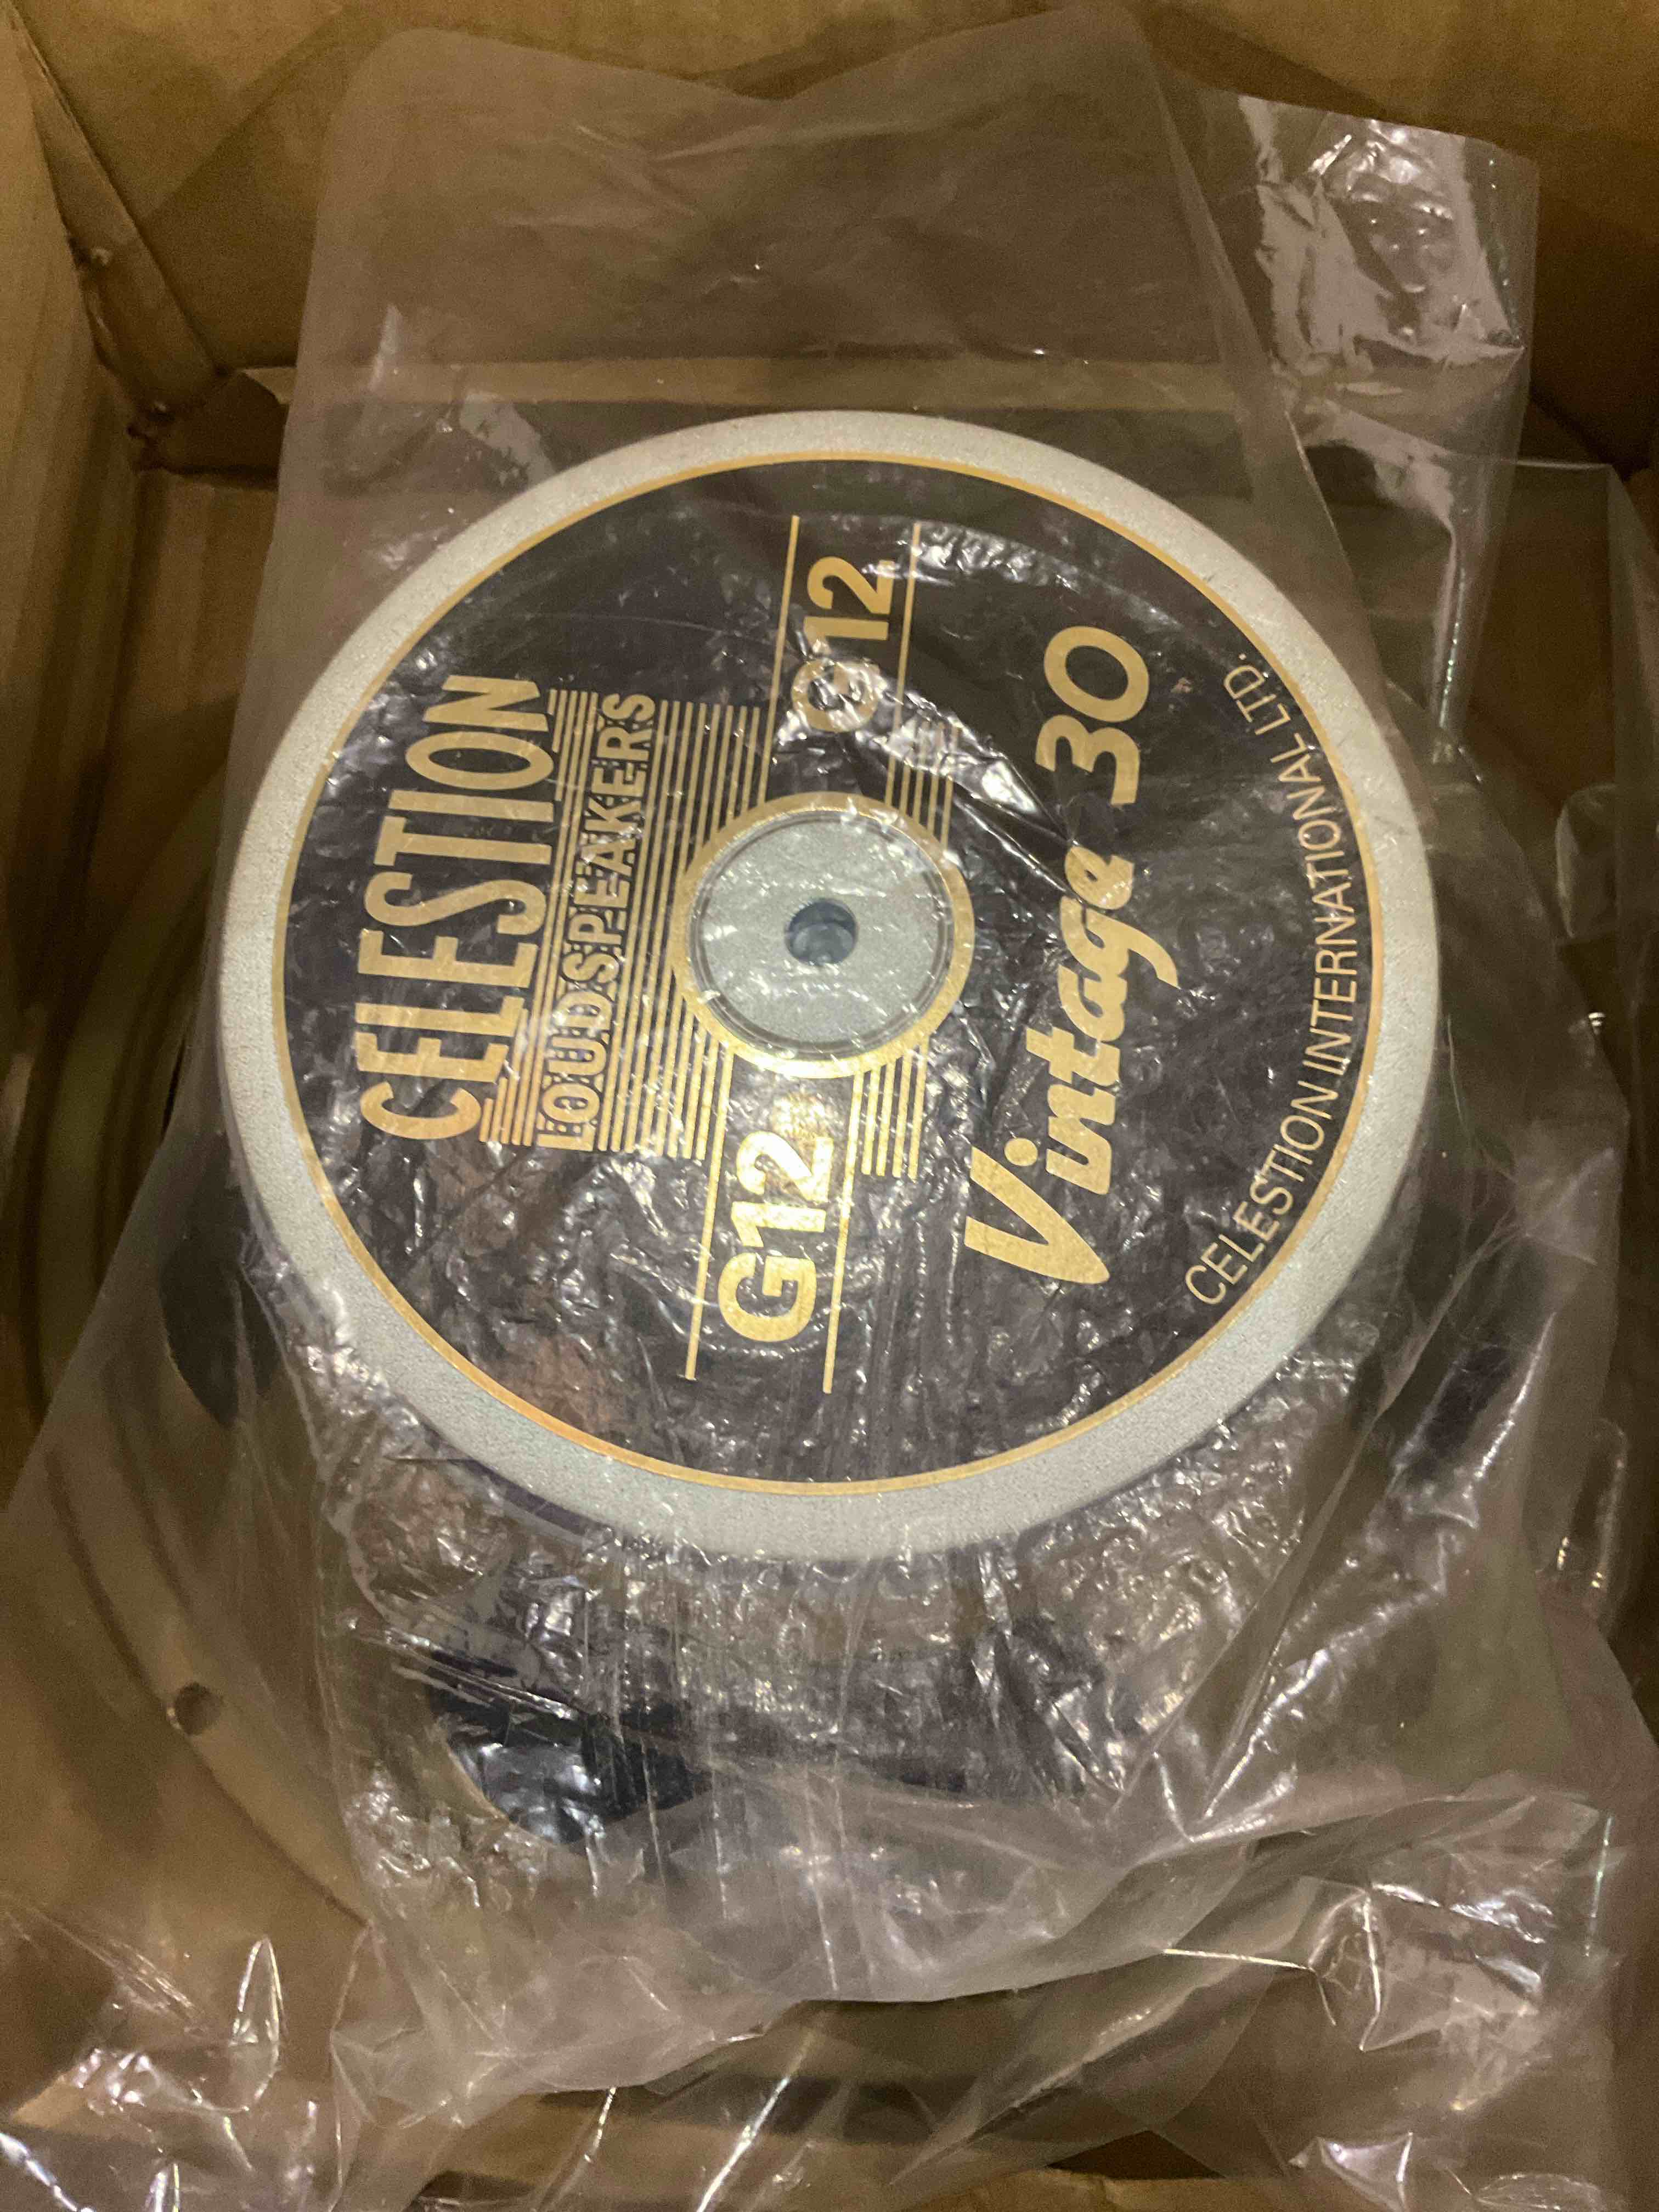 CELESTION
LOUDSPEAKERS
G12
G12
Vintage 30
CELESTION INTERNATIONAL LTD.